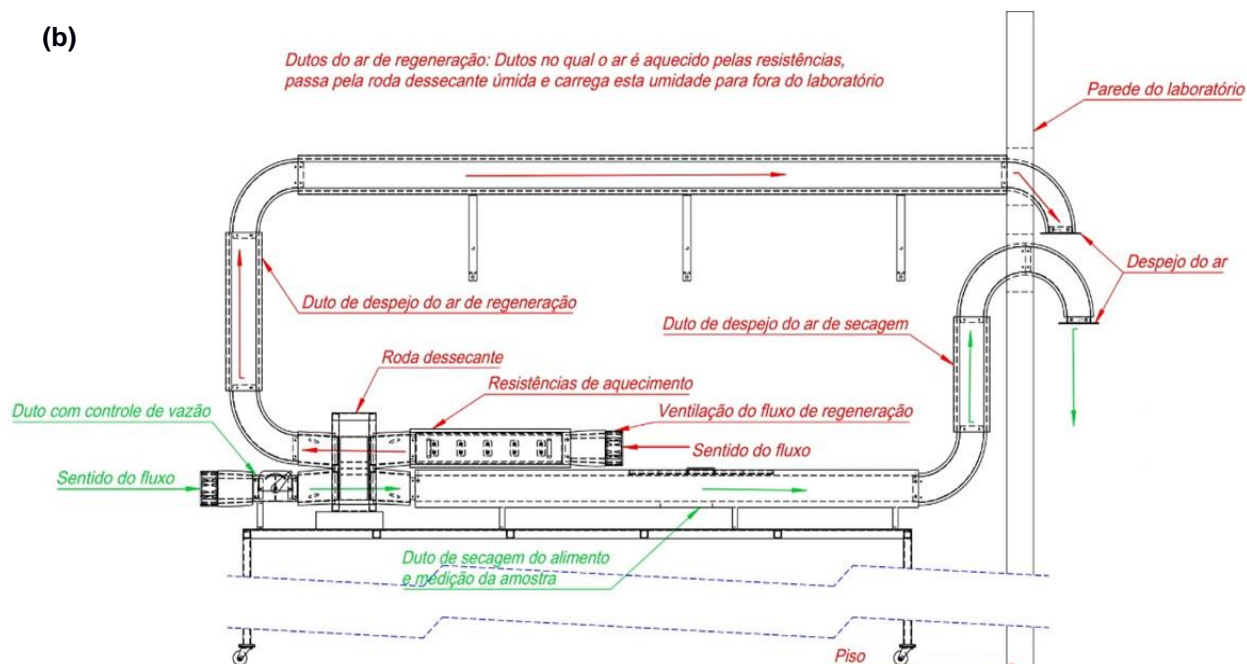 (b)
Dutos do ar de regeneração: Dutos no qual o ar é aquecido pelas resistências,
passa pela roda dessecante úmida e carrega esta umidade para fora do laboratório
Parede do laboratório
Despejo do ar
Duto de despejo do ar de regeneração
Duto de despejo do ar de secagem
Roda dessecante
Resistências de aquecimento
Duto com controle de vazão
Ventilação do fluxo de regeneração
Sentido do fluxo
Sentido do fluxo
Duto de secagem do alimento
e medição da amostra
Piso